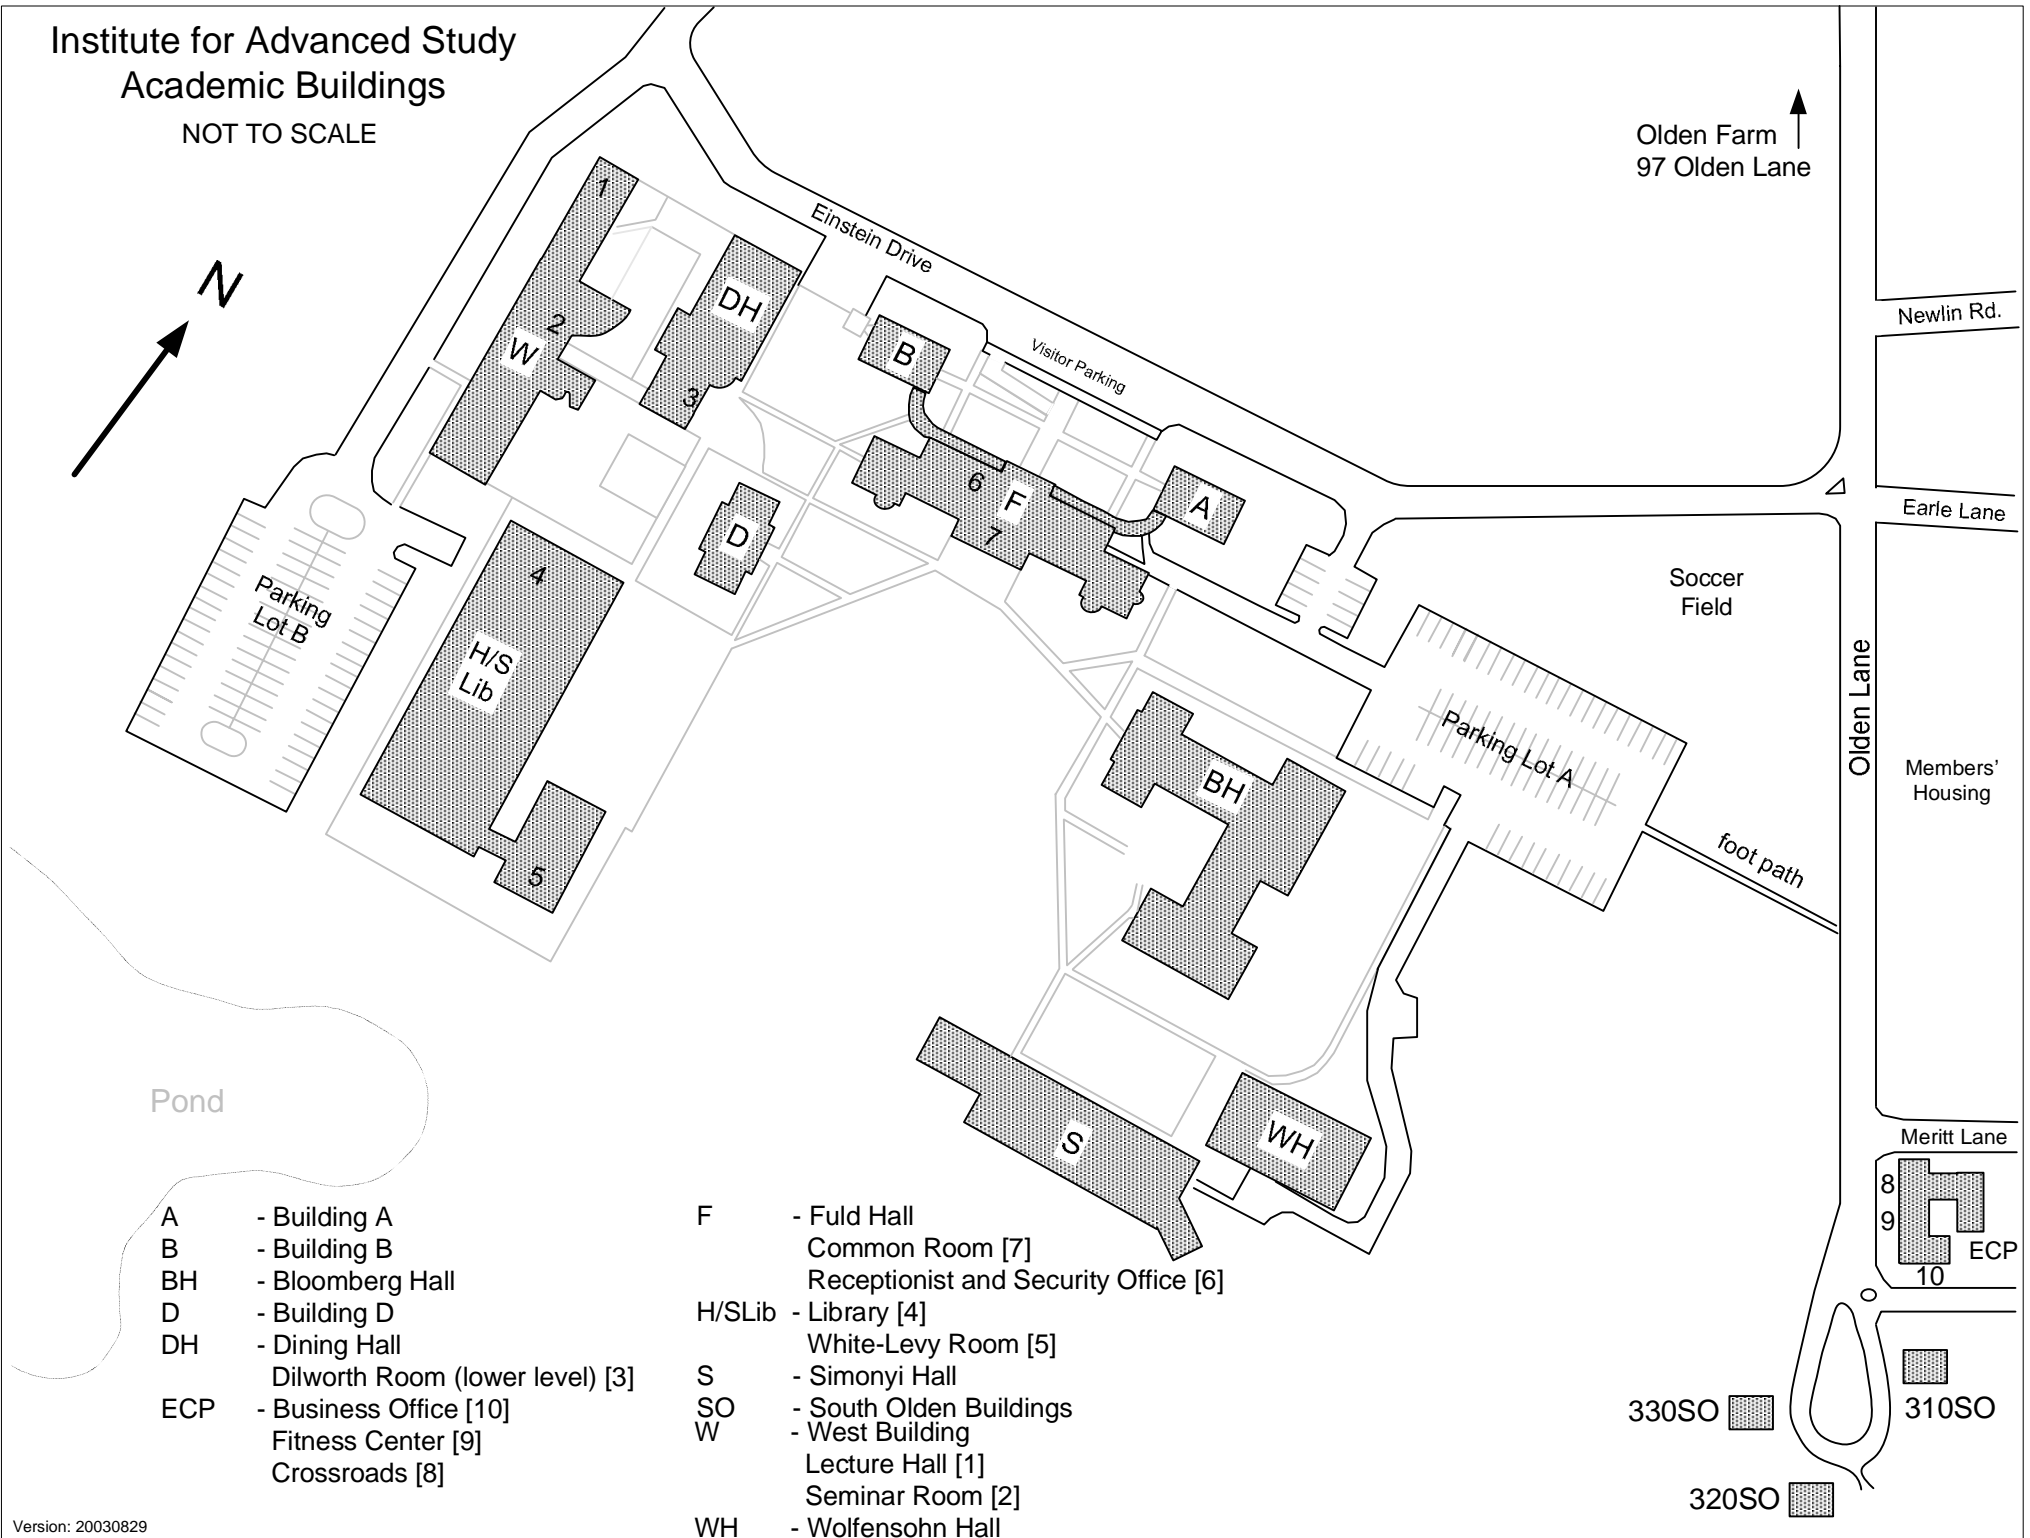 Institute for Advanced Study
Academic Buildings
NOT TO SCALE
N
Olden Farm
97 Olden Lane
Einstein Drive
Visitor Parking
Newlin Rd.
Earle Lane
Soccer
Field
Olden Lane
Members'
Housing
foot path
Parking Lot A
Parking
Lot B
1
2
W
DH
3
B
6
F
7
A
D
4
H/S
Lib
5
BH
S
WH
Pond
Meritt Lane
8
9
ECP
10
330SO
310SO
320SO
A - Building A
B - Building B
BH - Bloomberg Hall
D - Building D
DH - Dining Hall
Dilworth Room (lower level) [3]
ECP - Business Office [10]
Fitness Center [9]
Crossroads [8]
F - Fuld Hall
Common Room [7]
Receptionist and Security Office [6]
H/SLib - Library [4]
White-Levy Room [5]
S - Simonyi Hall
SO - South Olden Buildings
W - West Building
Lecture Hall [1]
Seminar Room [2]
WH - Wolfensohn Hall
Version: 20030829